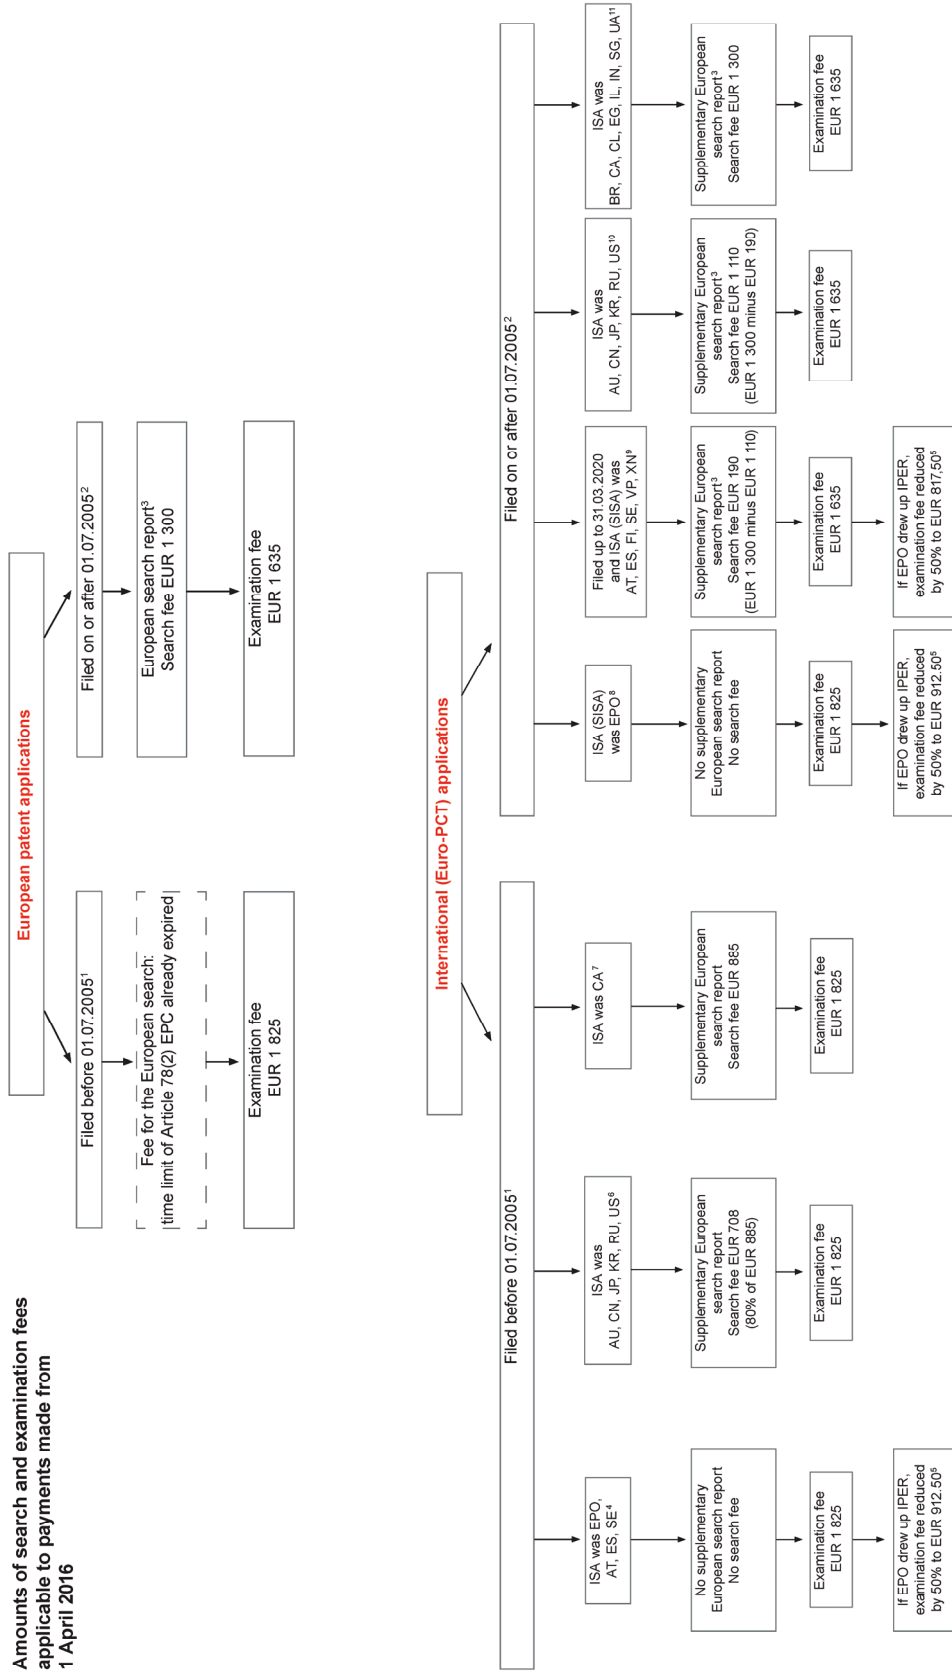 Amounts of search and examination fees
applicable to payments made from
1 April 2016
European patent applications
Filed before 01.07.2005¹
Fee for the European search:
time limit of Article 78(2) EPC already expired
Examination fee
EUR 1 825
Filed on or after 01.07.2005²
European search report³
Search fee EUR 1 300
Examination fee
EUR 1 635
International (Euro-PCT) applications
Filed before 01.07.2005¹
ISA was EPO,
AT, ES, SE⁴
No supplementary
European search report
No search fee
Examination fee
EUR 1 825
If EPO drew up IPER,
examination fee reduced
by 50% to EUR 912.50⁵
ISA was
AU, CN, JP, KR, RU, US⁶
Supplementary European
search report
Search fee EUR 708
(80% of EUR 885)
Examination fee
EUR 1 825
ISA was CA⁷
Supplementary European
search report
Search fee EUR 885
Examination fee
EUR 1 825
Filed on or after 01.07.2005²
ISA (SISA)
was EPO⁸
No supplementary
European search report
No search fee
Examination fee
EUR 1 825
If EPO drew up IPER,
examination fee reduced
by 50% to EUR 912.50⁵
Filed up to 31.03.2020
and ISA (SISA) was
AT, ES, FI, SE, VP, XN⁹
Supplementary European
search report³
Search fee EUR 190
(EUR 1 300 minus EUR 1 110)
Examination fee
EUR 1 635
If EPO drew up IPER,
examination fee reduced
by 50% to EUR 817,50⁵
ISA was
AU, CN, JP, KR, RU, US¹⁰
Supplementary European
search report³
Search fee EUR 1 110
(EUR 1 300 minus EUR 190)
Examination fee
EUR 1 635
ISA was
BR, CA, CL, EG, IL, IN, SG, UA¹¹
Supplementary European
search report³
Search fee EUR 1 300
Examination fee
EUR 1 635